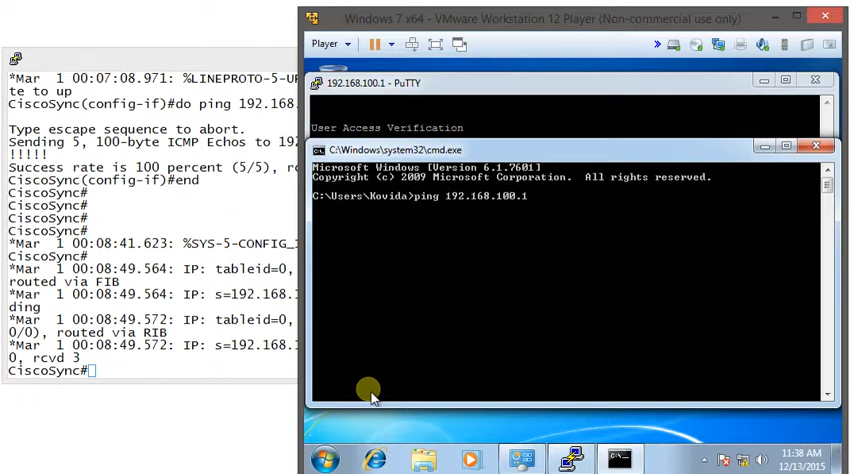 *Mar  1 00:07:08.971: %LINEPROTO-5-UP
te to up
CiscoSync(config-if)#do ping 192.168.
Type escape sequence to abort.
Sending 5, 100-byte ICMP Echos to 192
!!!!!
Success rate is 100 percent (5/5), ro
CiscoSync(config-if)#end
CiscoSync#
CiscoSync#
CiscoSync#
CiscoSync#
*Mar  1 00:08:41.623: %SYS-5-CONFIG_I
CiscoSync#
*Mar  1 00:08:49.564: IP: tableid=0,
routed via FIB
*Mar  1 00:08:49.564: IP: s=192.168.1
ding
*Mar  1 00:08:49.572: IP: tableid=0,
0/0), routed via RIB
*Mar  1 00:08:49.572: IP: s=192.168.1
0, rcvd 3
CiscoSync#
Windows 7 x64 - VMware Workstation 12 Player (Non-commercial use only)
Player
192.168.100.1 - PuTTY
User Access Verification
C:\Windows\system32\cmd.exe
Microsoft Windows [Version 6.1.7601]
Copyright (c) 2009 Microsoft Corporation.  All rights reserved.
C:\Users\Kovida>ping 192.168.100.1
11:38 AM
12/13/2015